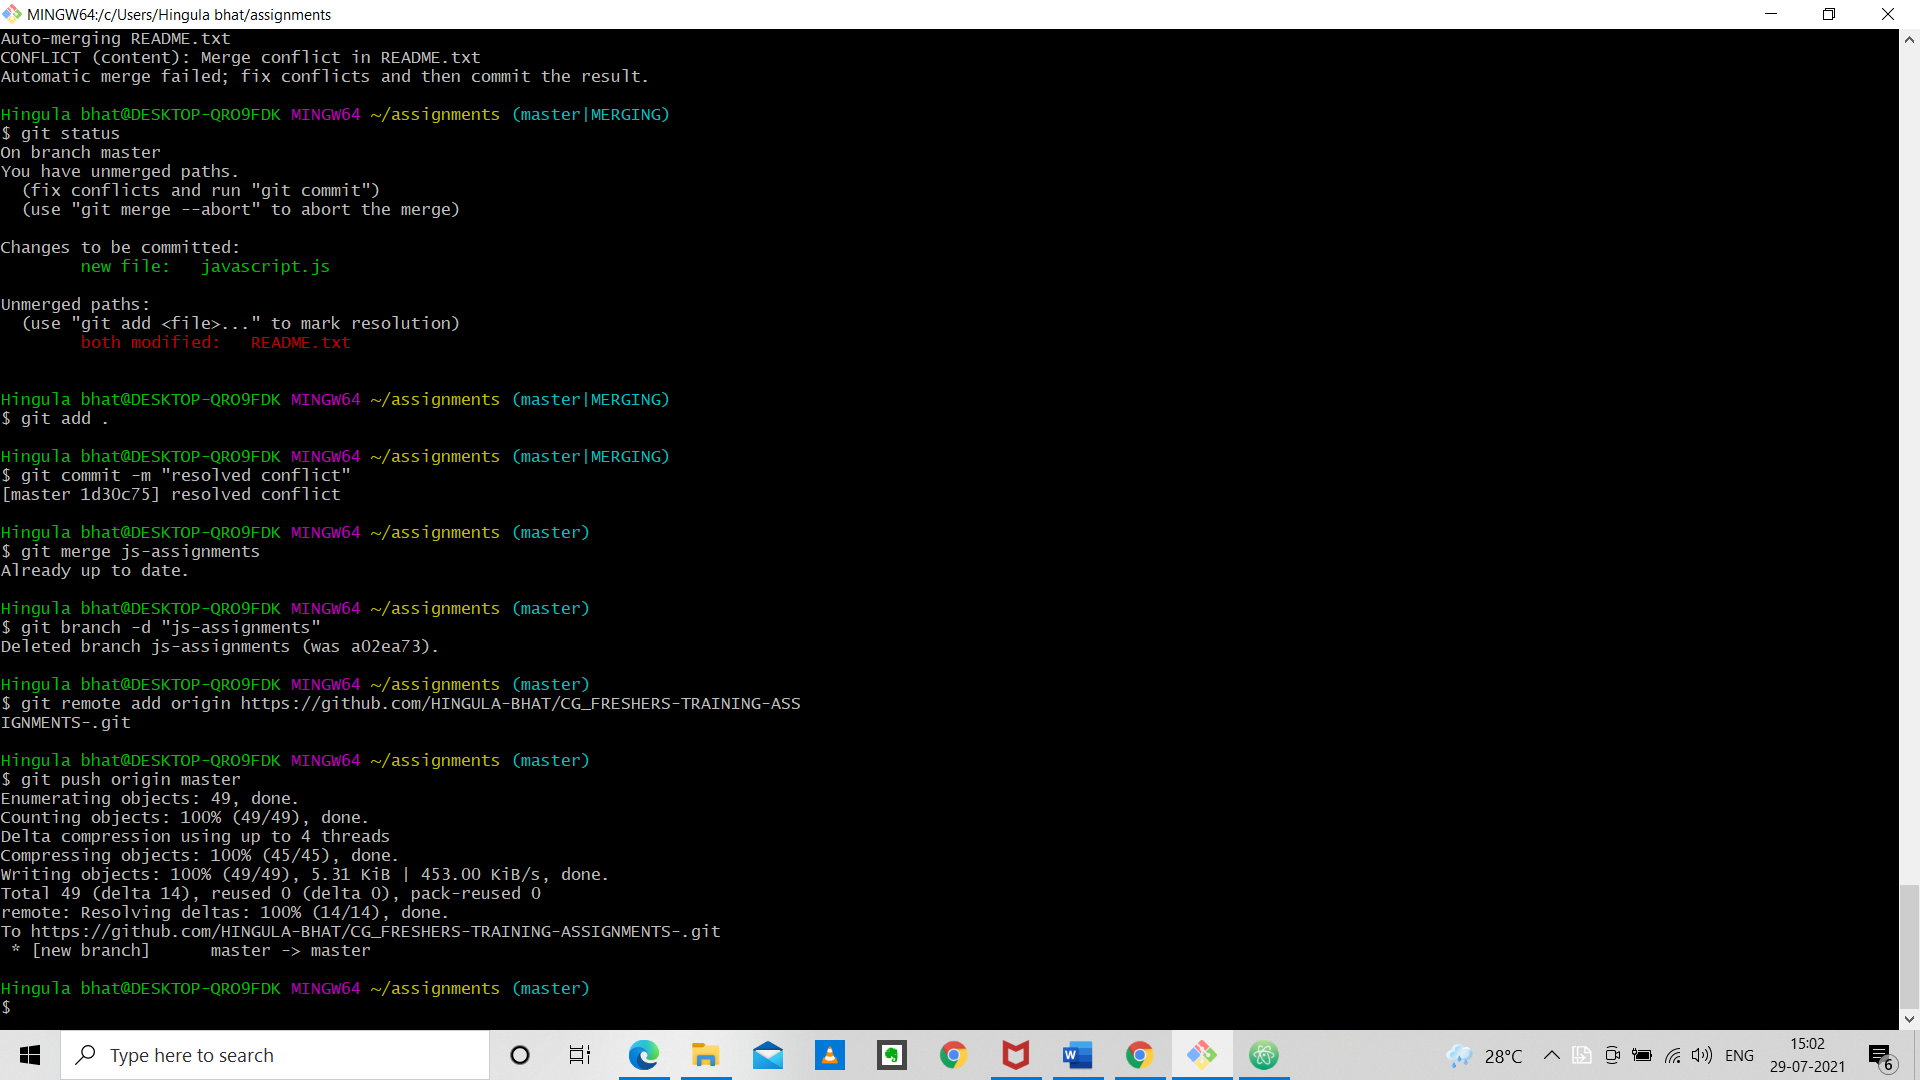 MINGW64:/c/Users/Hingula bhat/assignments
Auto-merging README.txt
CONFLICT (content): Merge conflict in README.txt
Automatic merge failed; fix conflicts and then commit the result.
Hingula bhat@DESKTOP-QRO9FDK MINGW64 ~/assignments (master|MERGING)
$ git status
On branch master
You have unmerged paths.
  (fix conflicts and run "git commit")
  (use "git merge --abort" to abort the merge)
Changes to be committed:
        new file:   javascript.js
Unmerged paths:
  (use "git add <file>..." to mark resolution)
        both modified:   README.txt
Hingula bhat@DESKTOP-QRO9FDK MINGW64 ~/assignments (master|MERGING)
$ git add .
Hingula bhat@DESKTOP-QRO9FDK MINGW64 ~/assignments (master|MERGING)
$ git commit -m "resolved conflict"
[master 1d30c75] resolved conflict
Hingula bhat@DESKTOP-QRO9FDK MINGW64 ~/assignments (master)
$ git merge js-assignments
Already up to date.
Hingula bhat@DESKTOP-QRO9FDK MINGW64 ~/assignments (master)
$ git branch -d "js-assignments"
Deleted branch js-assignments (was a02ea73).
Hingula bhat@DESKTOP-QRO9FDK MINGW64 ~/assignments (master)
$ git remote add origin https://github.com/HINGULA-BHAT/CG_FRESHERS-TRAINING-ASS
IGNMENTS-.git
Hingula bhat@DESKTOP-QRO9FDK MINGW64 ~/assignments (master)
$ git push origin master
Enumerating objects: 49, done.
Counting objects: 100% (49/49), done.
Delta compression using up to 4 threads
Compressing objects: 100% (45/45), done.
Writing objects: 100% (49/49), 5.31 KiB | 453.00 KiB/s, done.
Total 49 (delta 14), reused 0 (delta 0), pack-reused 0
remote: Resolving deltas: 100% (14/14), done.
To https://github.com/HINGULA-BHAT/CG_FRESHERS-TRAINING-ASSIGNMENTS-.git
 * [new branch]      master -> master
Hingula bhat@DESKTOP-QRO9FDK MINGW64 ~/assignments (master)
$
Type here to search
W
28°C
ENG
15:02
29-07-2021
6